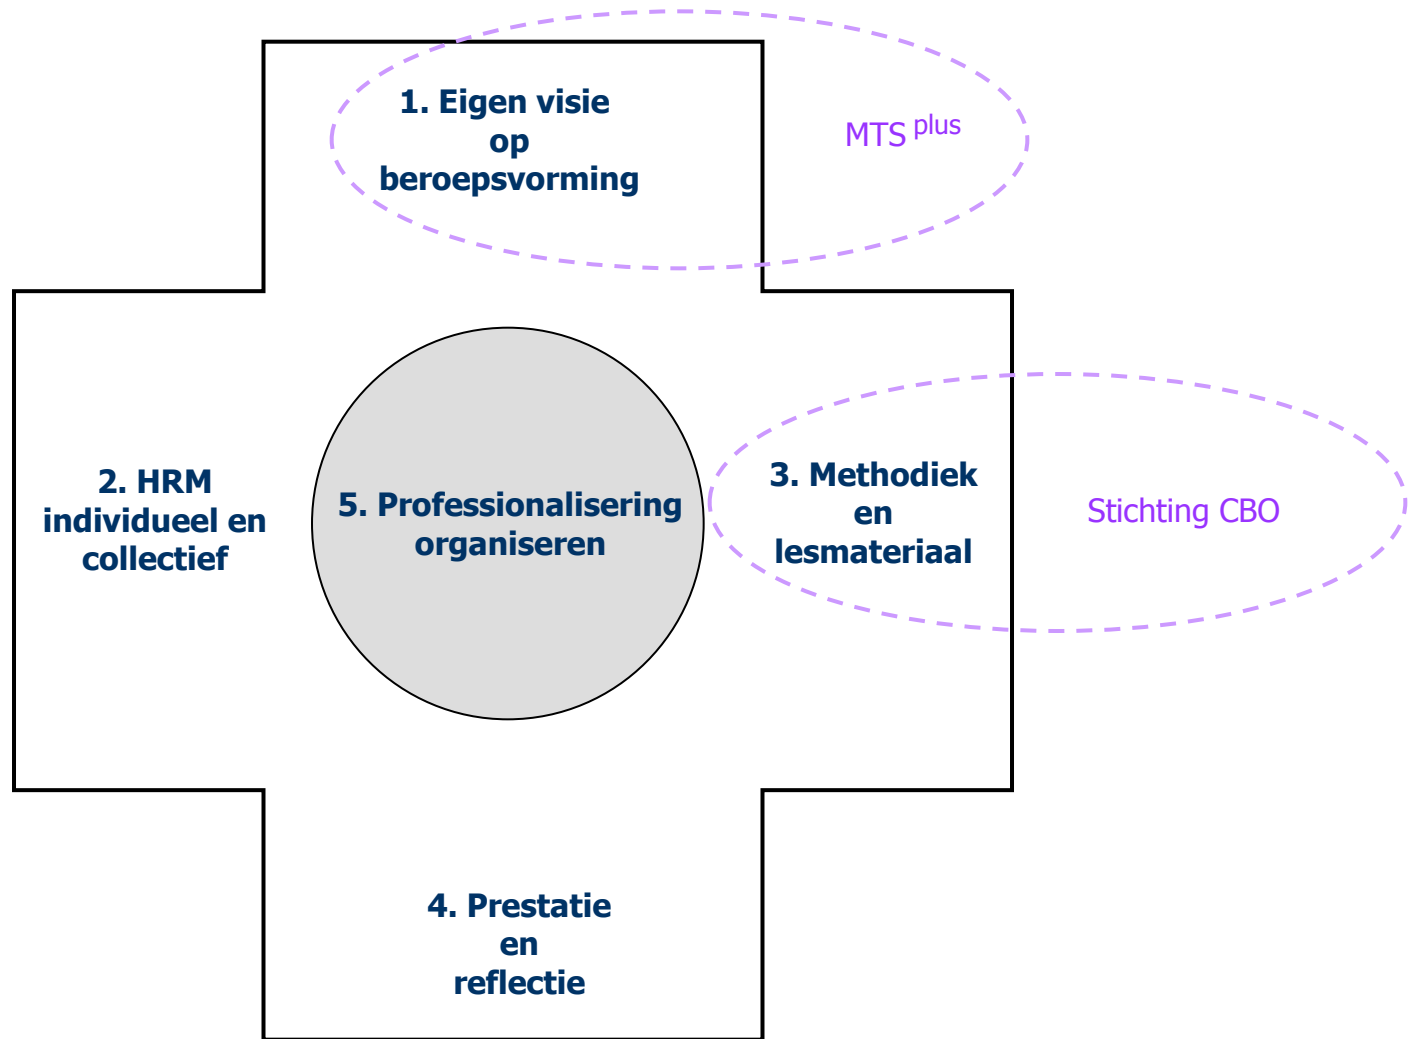 1. Eigen visie
op
beroepsvorming
MTS plus
2. HRM
individueel en
collectief
5. Professionalisering
organiseren
3. Methodiek
en
lesmateriaal
Stichting CBO
4. Prestatie
en
reflectie